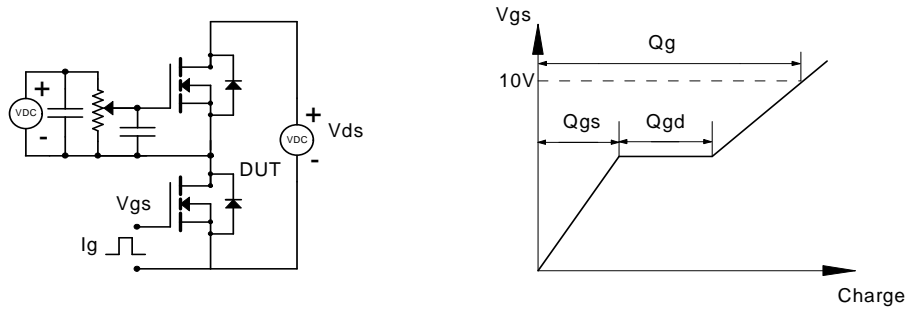 +
VDC
-
Vgs
Ig
DUT
+
VDC
-
Vds
Vgs
Qg
10V
Qgs
Qgd
Charge